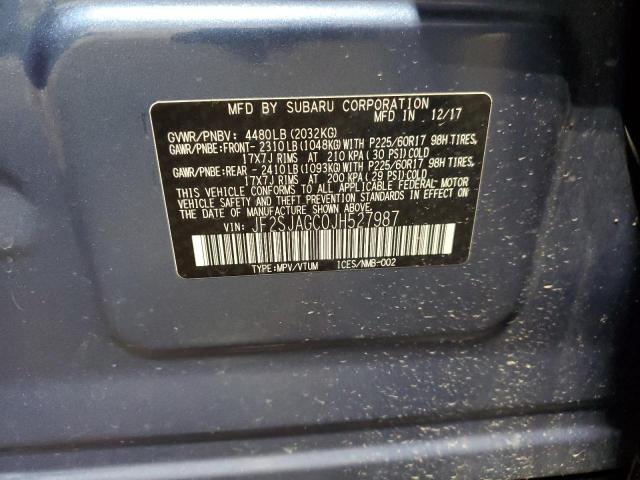 MFD BY SUBARU CORPORATION
MFD IN 12/17
GVWR/PNBV: 4480LB (2032KG)
GAWR/PNBE:FRONT- 2310LB (1048KG) WITH P225/60R17 98H TIRES,
17X7J RIMS AT 210 KPA (30 PSI) COLD
GAWR/PNBE:REAR - 2410LB (1093KG) WITH P225/60R17 98H TIRES,
17X7J RIMS AT 200 KPA (29 PSI) COLD
THIS VEHICLE CONFORMS TO ALL APPLICABLE FEDERAL MOTOR
VEHICLE SAFETY AND THEFT PREVENTION STANDARDS IN EFFECT ON
THE DATE OF MANUFACTURE SHOWN ABOVE.
VIN: JF2SJAGC0JH527987
TYPE:MPV/VTUM ICES/NMB-002